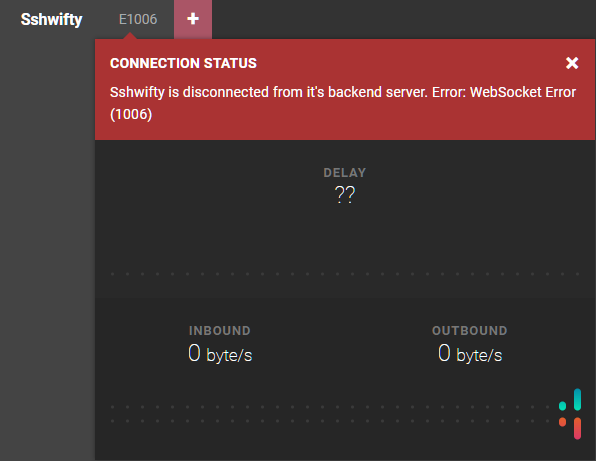 Sshwifty E1006 +
CONNECTION STATUS
Sshwifty is disconnected from it's backend server. Error: WebSocket Error
(1006)
DELAY
??
INBOUND OUTBOUND
0 byte/s 0 byte/s